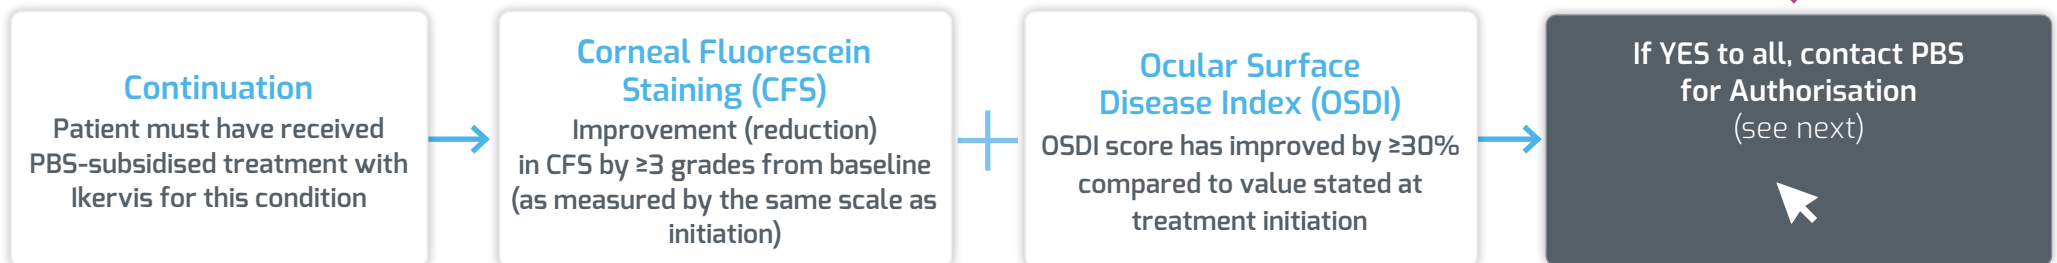 Continuation
Patient must have received
PBS-subsidised treatment with
Ikervis for this condition
Corneal Fluorescein
Staining (CFS)
Improvement (reduction)
in CFS by ≥3 grades from baseline
(as measured by the same scale as
initiation)
Ocular Surface
Disease Index (OSDI)
OSDI score has improved by ≥30%
compared to value stated at
treatment initiation
If YES to all, contact PBS
for Authorisation
(see next)